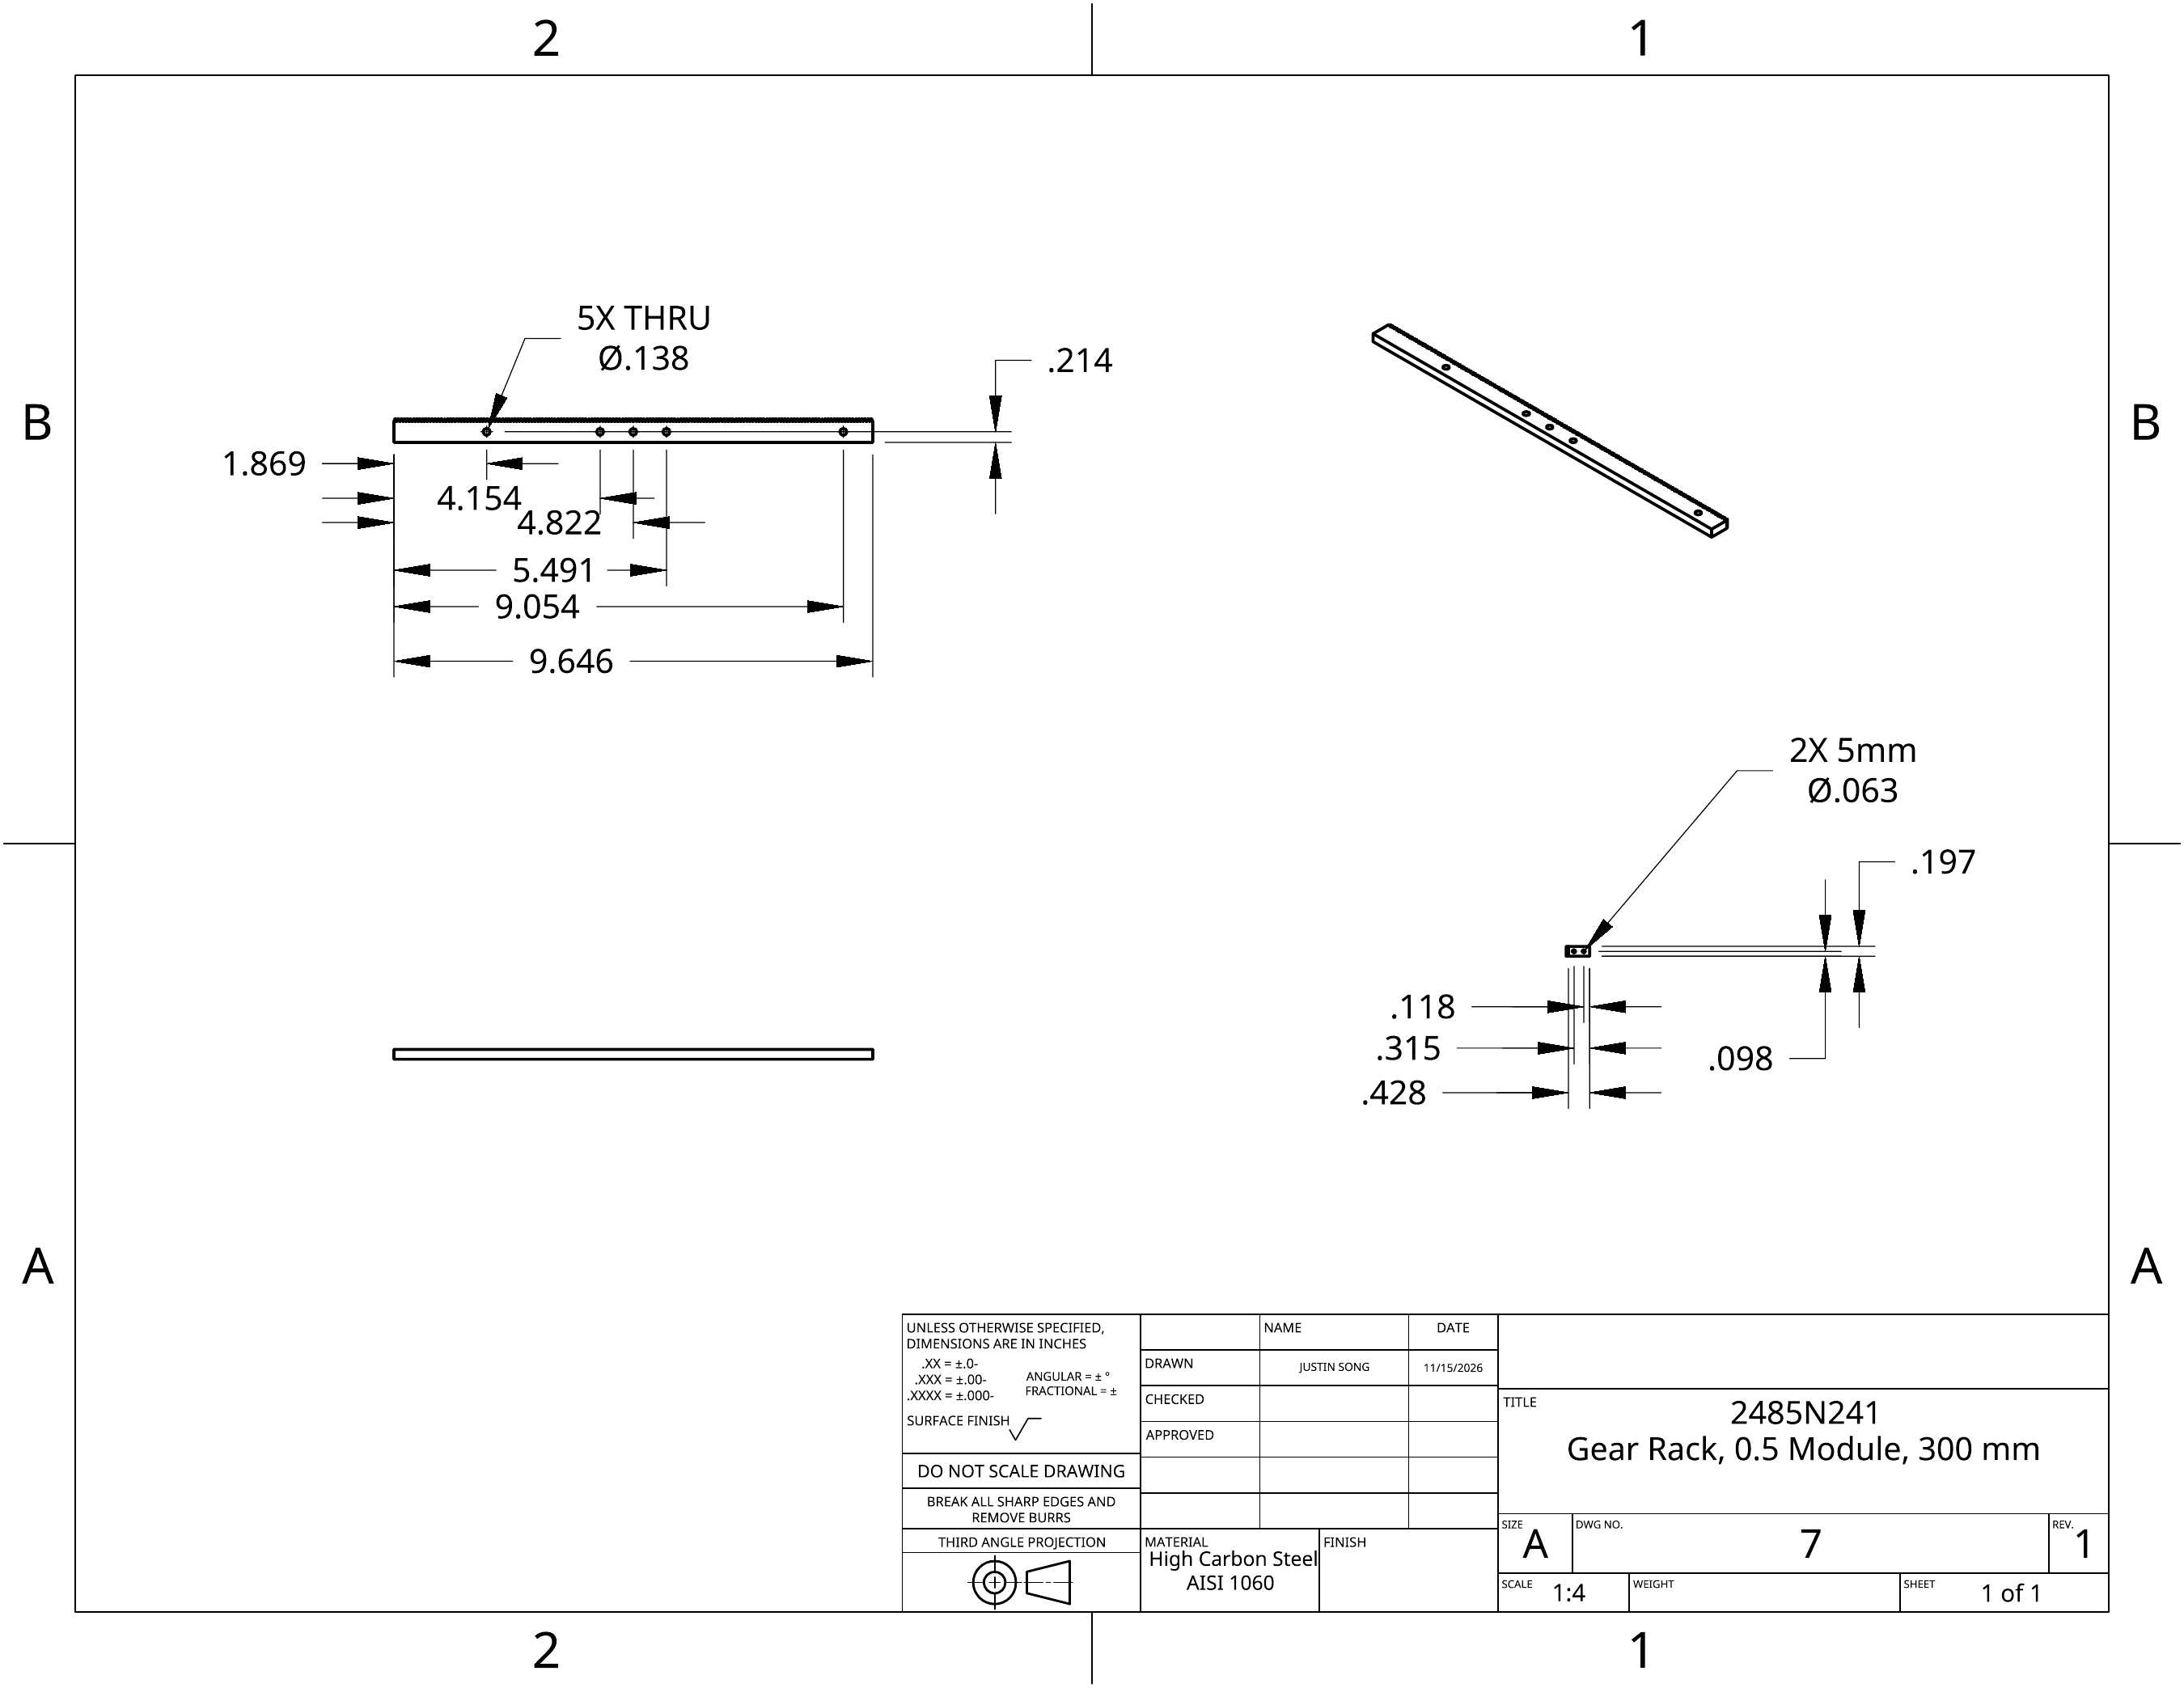 2
1
B
B
5X THRU
Ø.138
.214
1.869
4.154
4.822
5.491
9.054
9.646
2X 5mm
Ø.063
.197
.118
.315
.098
.428
A
A
UNLESS OTHERWISE SPECIFIED,
DIMENSIONS ARE IN INCHES
.XX = ±.0-
.XXX = ±.00-
.XXXX = ±.000-
ANGULAR = ± °
FRACTIONAL = ±
SURFACE FINISH
DO NOT SCALE DRAWING
BREAK ALL SHARP EDGES AND
REMOVE BURRS
THIRD ANGLE PROJECTION
NAME
DATE
DRAWN
JUSTIN SONG
11/15/2026
CHECKED
APPROVED
MATERIAL
High Carbon Steel
AISI 1060
FINISH
TITLE
2485N241
Gear Rack, 0.5 Module, 300 mm
SIZE
A
DWG NO.
7
REV.
1
SCALE
1:4
WEIGHT
SHEET
1 of 1
2
1